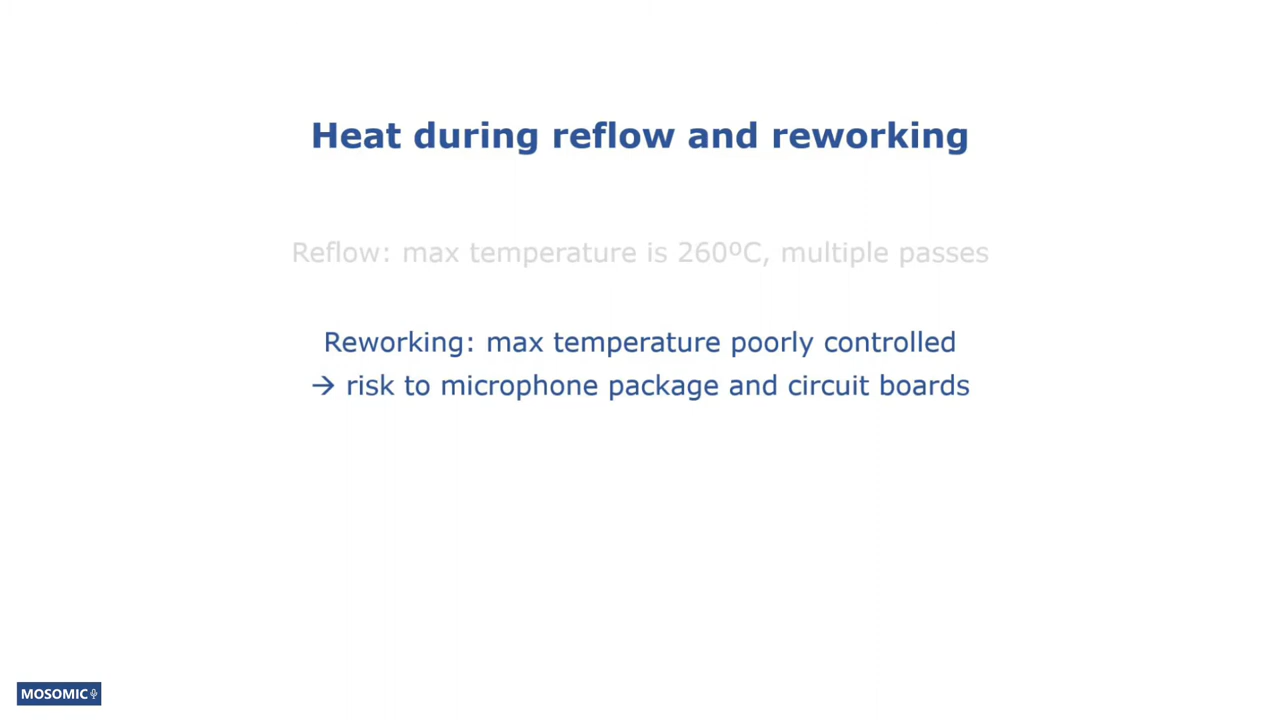 Heat during reflow and reworking
Reflow: max temperature is 260ºC, multiple passes
Reworking: max temperature poorly controlled
→ risk to microphone package and circuit boards
MOSOMIC